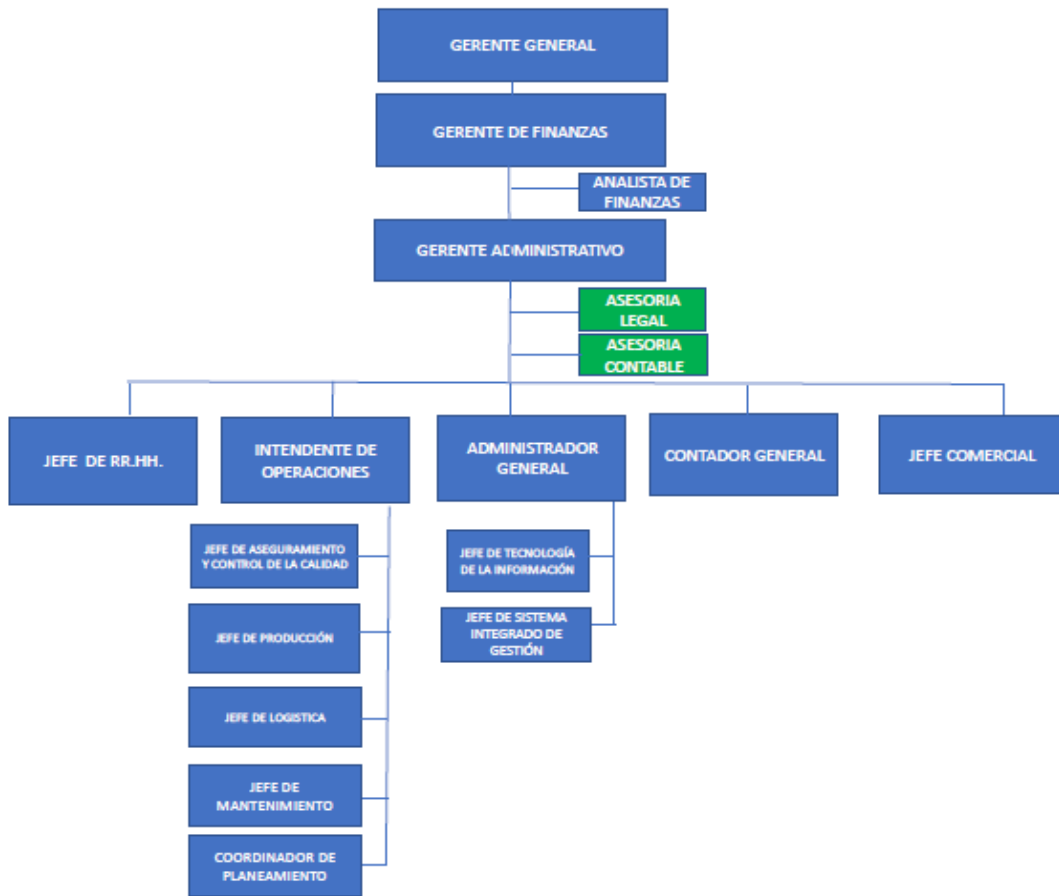 GERENTE GENERAL
GERENTE DE FINANZAS
ANALISTA DE
FINANZAS
GERENTE ADMINISTRATIVO
ASESORIA
LEGAL
ASESORIA
CONTABLE
JEFE DE RR.HH.
INTENDENTE DE
OPERACIONES
ADMINISTRADOR
GENERAL
CONTADOR GENERAL
JEFE COMERCIAL
JEFE DE ASEGURAMIENTO
Y CONTROL DE LA CALIDAD
JEFE DE TECNOLOGÍA
DE LA INFORMACIÓN
JEFE DE PRODUCCIÓN
JEFE DE SISTEMA
INTEGRADO DE
GESTIÓN
JEFE DE LOGISTICA
JEFE DE
MANTENIMIENTO
COORDINADOR DE
PLANEAMIENTO